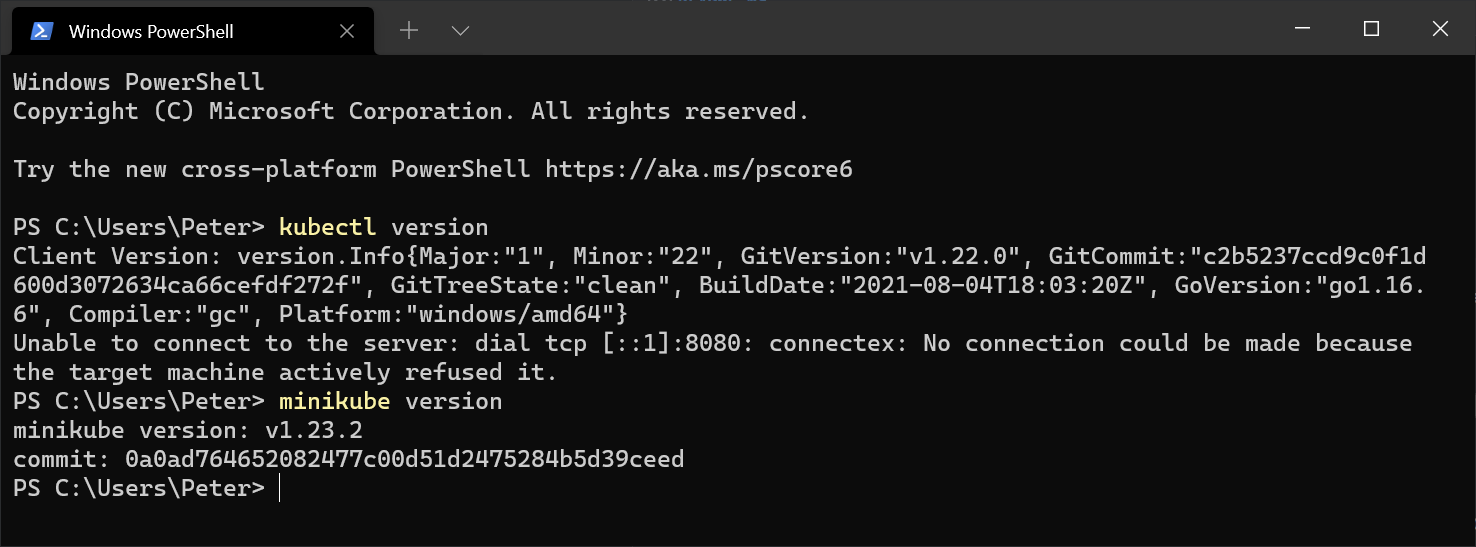 Windows PowerShell
Windows PowerShell
Copyright (C) Microsoft Corporation. All rights reserved.
Try the new cross-platform PowerShell https://aka.ms/pscore6
PS C:\Users\Peter> kubectl version
Client Version: version.Info{Major:"1", Minor:"22", GitVersion:"v1.22.0", GitCommit:"c2b5237ccd9c0f1d
600d3072634ca66cefdf272f", GitTreeState:"clean", BuildDate:"2021-08-04T18:03:20Z", GoVersion:"go1.16.
6", Compiler:"gc", Platform:"windows/amd64"}
Unable to connect to the server: dial tcp [::1]:8080: connectex: No connection could be made because
the target machine actively refused it.
PS C:\Users\Peter> minikube version
minikube version: v1.23.2
commit: 0a0ad764652082477c00d51d2475284b5d39ceed
PS C:\Users\Peter>